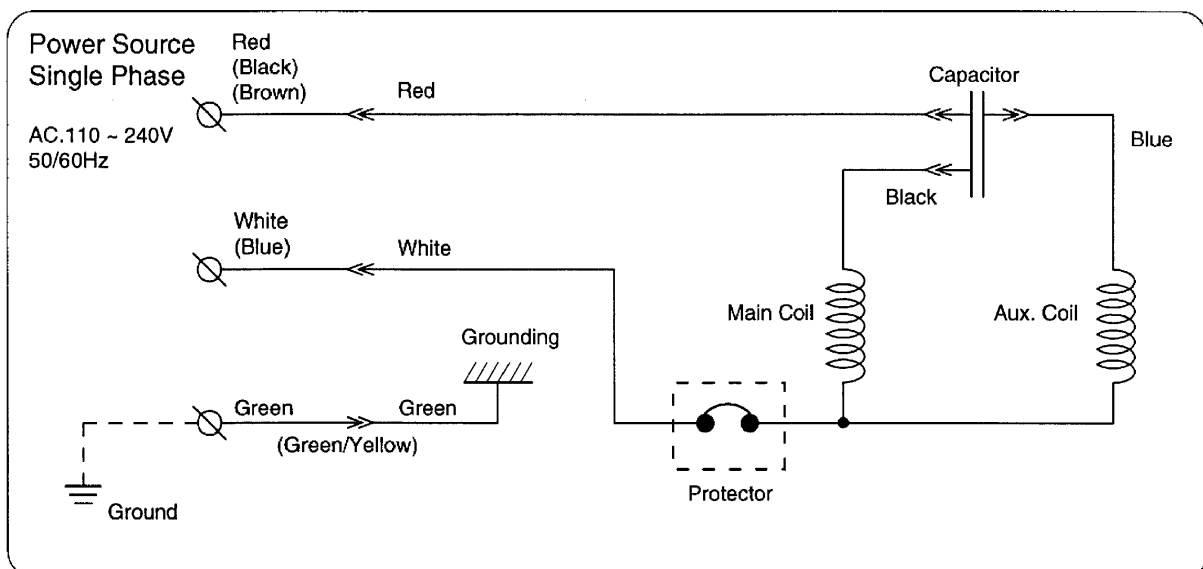 Power Source
Single Phase
AC.110 ~ 240V
50/60Hz
Red
(Black)
(Brown)
Red
Capacitor
Blue
Black
White
(Blue)
White
Main Coil
Aux. Coil
Grounding
Green
Green
(Green/Yellow)
Ground
Protector